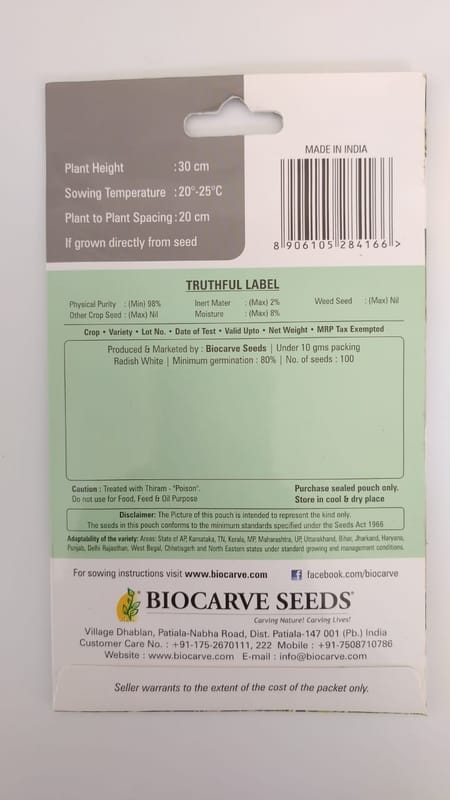 MADE IN INDIA
Plant Height : 30 cm
Sowing Temperature : 20°-25°C
Plant to Plant Spacing : 20 cm
If grown directly from seed
8 906105 284166 >
TRUTHFUL LABEL
Physical Purity : (Min) 98% Inert Mater : (Max) 2% Weed Seed : (Max) Nil
Other Crop Seed : (Max) Nil Moisture : (Max) 8%
Crop • Variety • Lot No. • Date of Test • Valid Upto • Net Weight • MRP Tax Exempted
Produced & Marketed by : Biocarve Seeds | Under 10 gms packing
Radish White | Minimum germination : 80% | No. of seeds : 100
Caution : Treated with Thiram - "Poison". Purchase sealed pouch only.
Do not use for Food, Feed & Oil Purpose Store in cool & dry place
Disclaimer: The Picture of this pouch is intended to represent the kind only.
The seeds in this pouch conforms to the minimum standards specified under the Seeds Act 1966
Adaptability of the variety: Areas: State of AP, Karnataka, TN, Kerala, MP, Maharashtra, UP, Uttarakhand, Bihar, Jharkand, Haryana,
Punjab, Delhi Rajasthan, West Begal, Chhatisgarh and North Eastern states under standard growing and management conditions.
For sowing instructions visit www.biocarve.com facebook.com/biocarve
BIOCARVE SEEDS®
Carving Nature! Carving Lives!
Village Dhablan, Patiala-Nabha Road, Dist. Patiala-147 001 (Pb.) India
Customer Care No. : +91-175-2670111, 222 Mobile : +91-7508710786
Website : www.biocarve.com E-mail : info@biocarve.com
Seller warrants to the extent of the cost of the packet only.